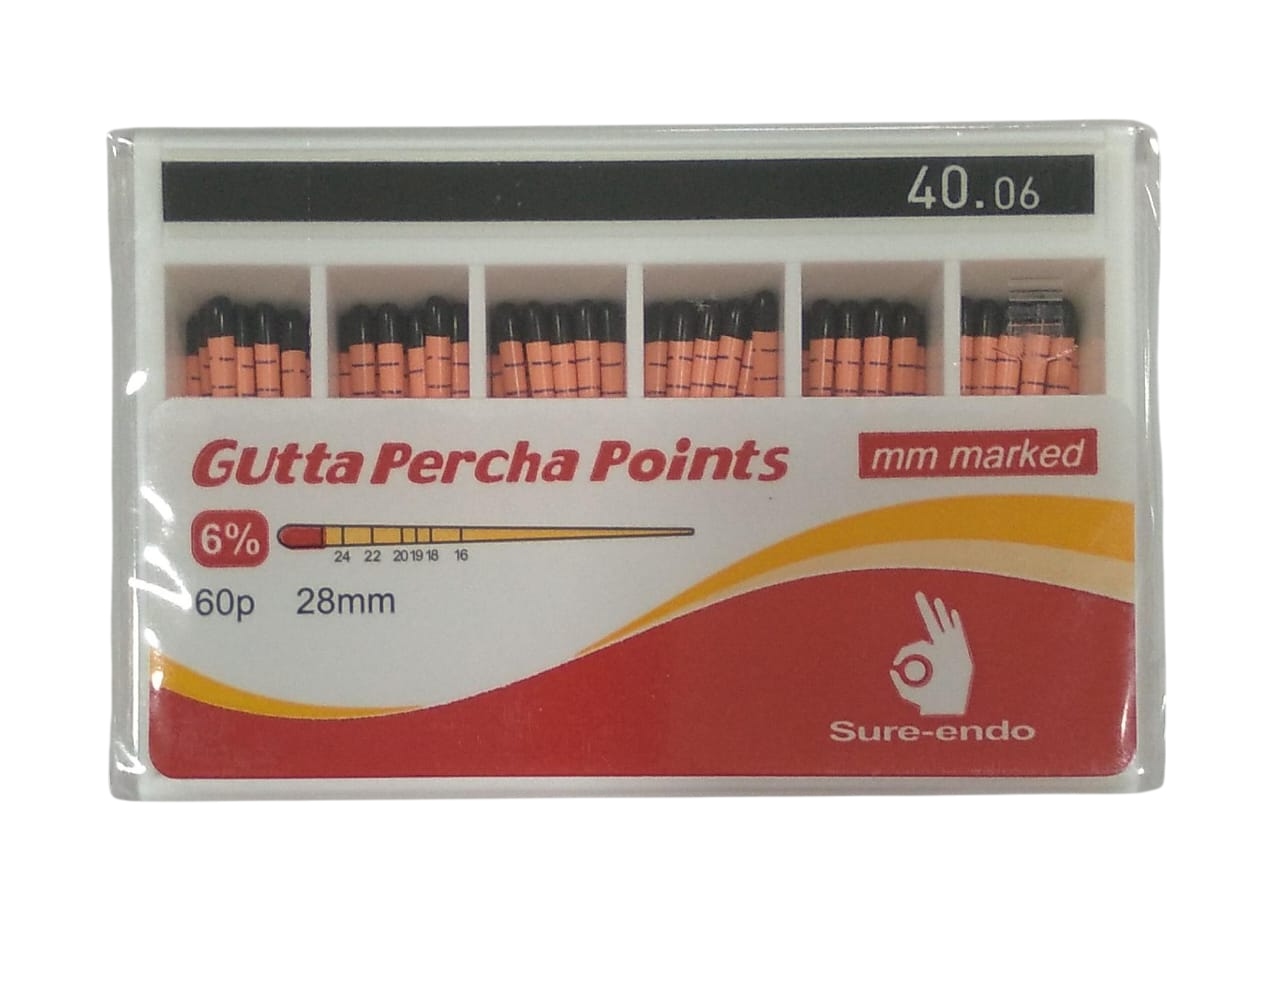 40.06
Gutta Percha Points
mm marked
6%
24 22 20 19 18 16
60p 28mm
Sure-endo